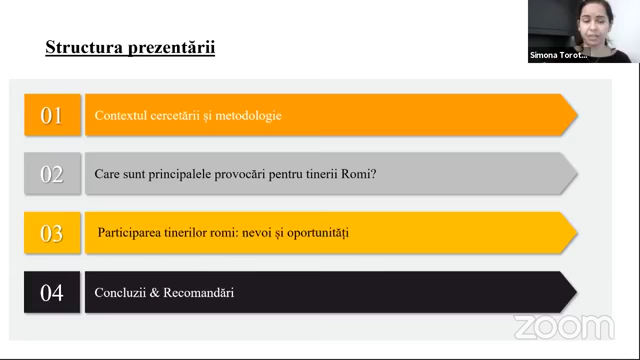 Structura prezentării
Simona Torot...
01
Contextul cercetării și metodologie
02
Care sunt principalele provocări pentru tinerii Romi?
03
Participarea tinerilor romi: nevoi și oportunități
04
Concluzii & Recomandări
zoom